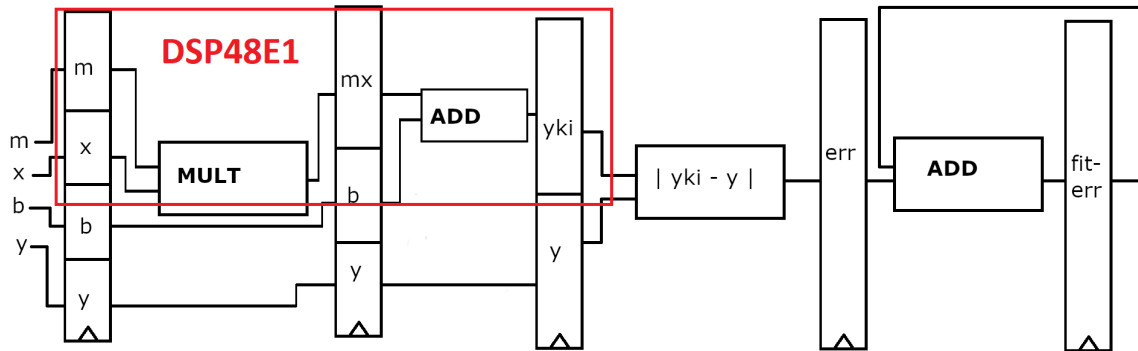 DSP48E1
m
x
b
y
m
x
b
y
MULT
mx
b
y
ADD
yki
y
| yki - y |
err
ADD
fit-
err